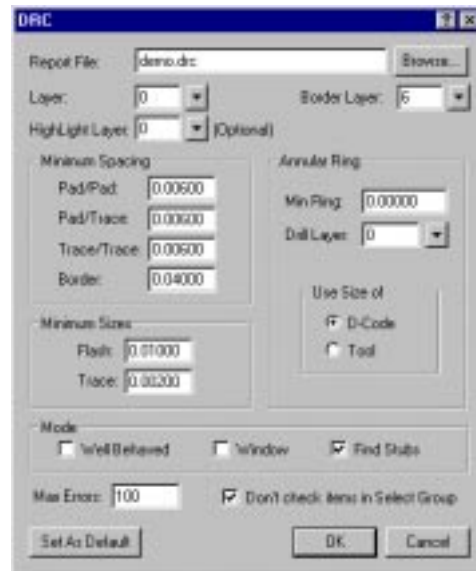 DRC
Report File: demo.drc Browse...
Layer: 0 Border Layer: 6
HighLight Layer: 0 (Optional)
Minimum Spacing
Pad/Pad: 0.00600
Pad/Trace: 0.00600
Trace/Trace: 0.00600
Border: 0.04000
Annular Ring
Min Ring: 0.00000
Drill Layer: 0
Use Size of
D-Code
Tool
Minimum Sizes
Flash: 0.01000
Trace: 0.00200
Mode
Well Behaved Window Find Stubs
Max Errors: 100 Don't check items in Select Group
Set As Default OK Cancel